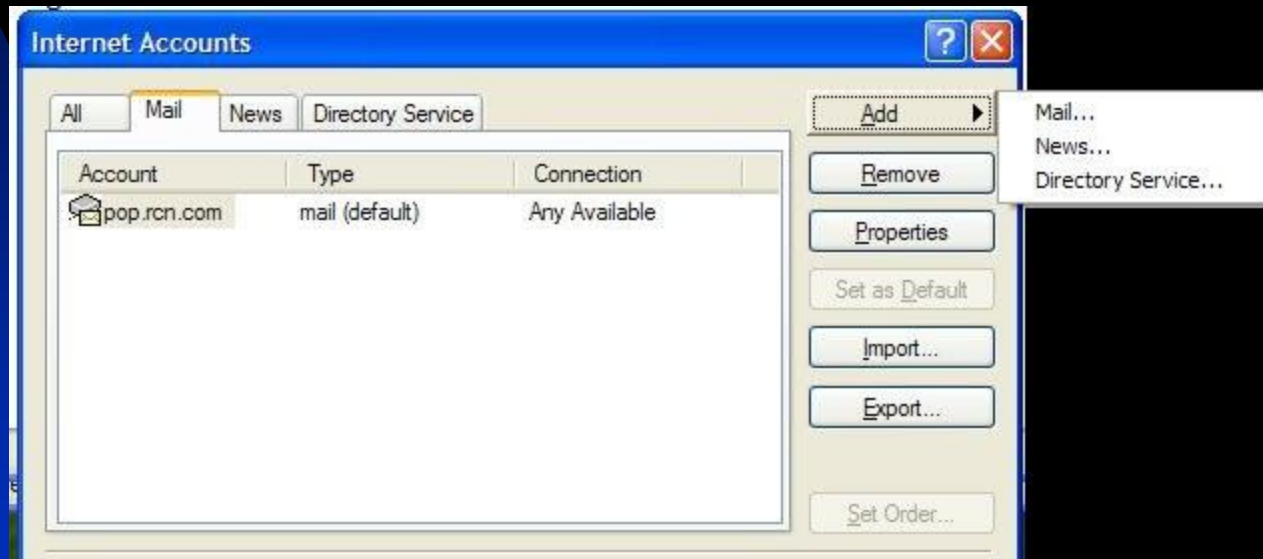 Internet Accounts
All Mail News Directory Service
Add
Mail...
News...
Directory Service...
Account Type Connection
pop.rcn.com mail (default) Any Available
Remove
Properties
Set as Default
Import...
Export...
Set Order...